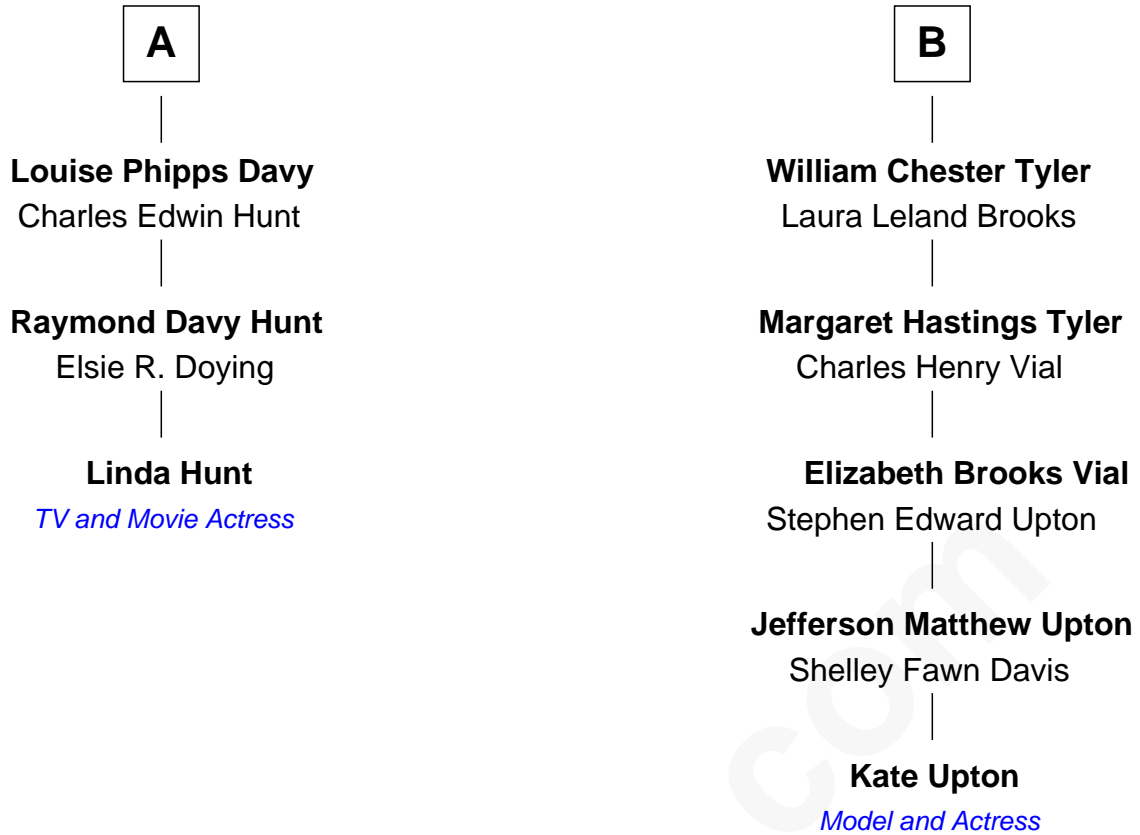 A
Louise Phipps Davy
Charles Edwin Hunt
Raymond Davy Hunt
Elsie R. Doying
Linda Hunt
TV and Movie Actress
B
William Chester Tyler
Laura Leland Brooks
Margaret Hastings Tyler
Charles Henry Vial
Elizabeth Brooks Vial
Stephen Edward Upton
Jefferson Matthew Upton
Shelley Fawn Davis
Kate Upton
Model and Actress
com